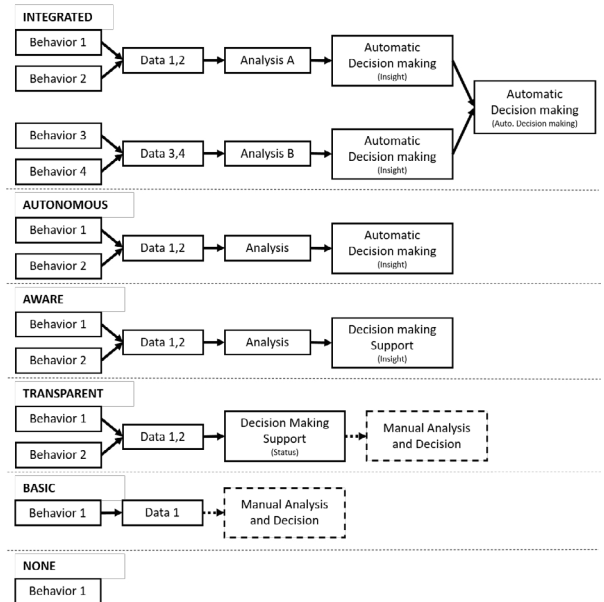 INTEGRATED
Behavior 1
Behavior 2
Data 1,2
Analysis A
Automatic
Decision making
(Insight)
Behavior 3
Behavior 4
Data 3,4
Analysis B
Automatic
Decision making
(Insight)
Automatic
Decision making
(Auto. Decision making)
AUTONOMOUS
Behavior 1
Behavior 2
Data 1,2
Analysis
Automatic
Decision making
(Insight)
AWARE
Behavior 1
Behavior 2
Data 1,2
Analysis
Decision making
Support
(Insight)
TRANSPARENT
Behavior 1
Behavior 2
Data 1,2
Decision Making
Support
(Status)
Manual Analysis
and Decision
BASIC
Behavior 1
Data 1
Manual Analysis
and Decision
NONE
Behavior 1